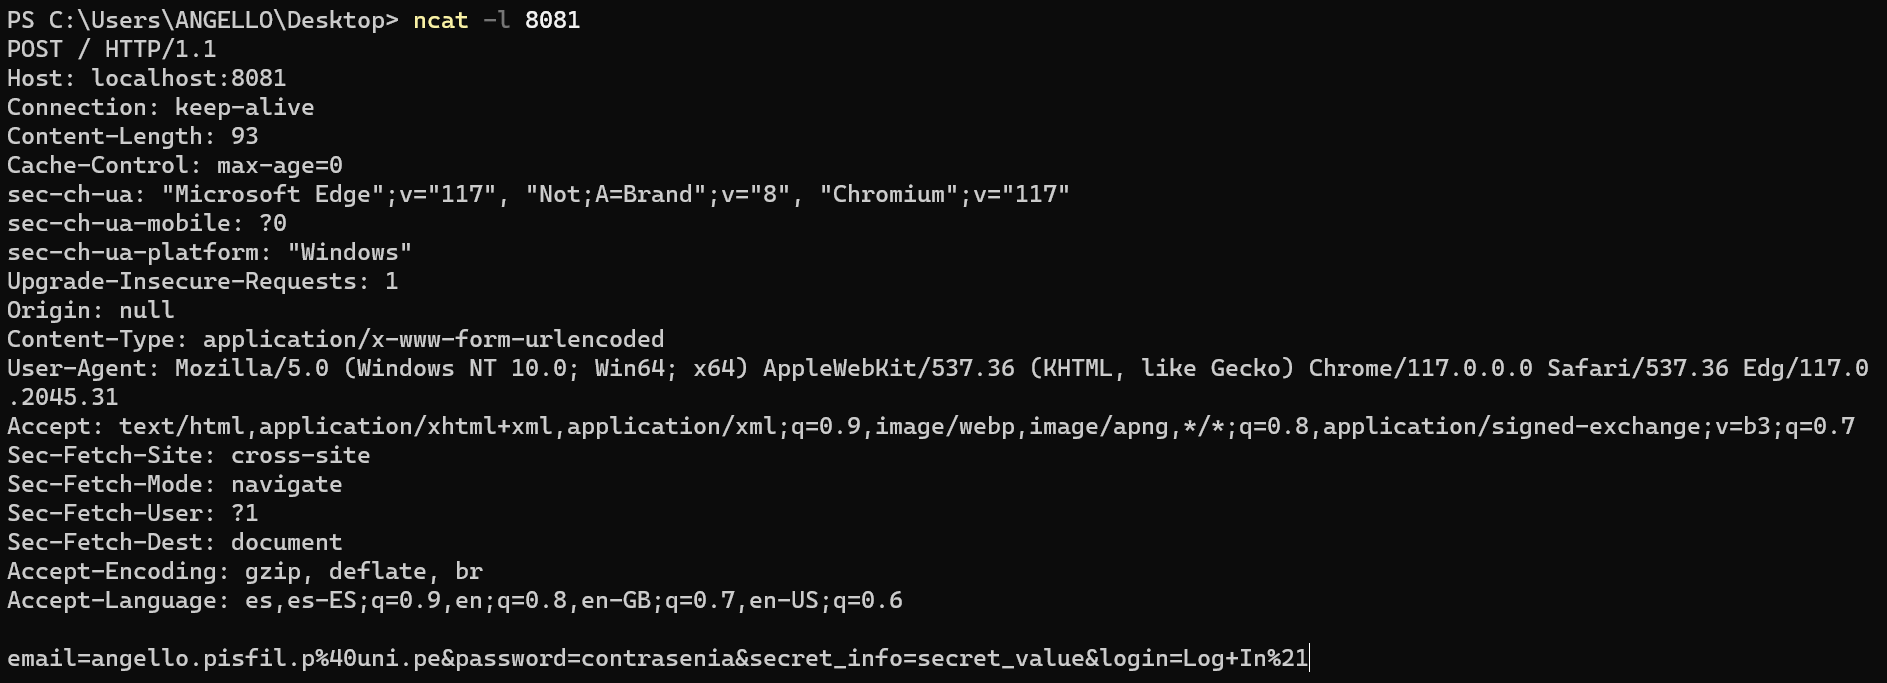 PS C:\Users\ANGELLO\Desktop> ncat -l 8081
POST / HTTP/1.1
Host: localhost:8081
Connection: keep-alive
Content-Length: 93
Cache-Control: max-age=0
sec-ch-ua: "Microsoft Edge";v="117", "Not;A=Brand";v="8", "Chromium";v="117"
sec-ch-ua-mobile: ?0
sec-ch-ua-platform: "Windows"
Upgrade-Insecure-Requests: 1
Origin: null
Content-Type: application/x-www-form-urlencoded
User-Agent: Mozilla/5.0 (Windows NT 10.0; Win64; x64) AppleWebKit/537.36 (KHTML, like Gecko) Chrome/117.0.0.0 Safari/537.36 Edg/117.0
.2045.31
Accept: text/html,application/xhtml+xml,application/xml;q=0.9,image/webp,image/apng,*/*;q=0.8,application/signed-exchange;v=b3;q=0.7
Sec-Fetch-Site: cross-site
Sec-Fetch-Mode: navigate
Sec-Fetch-User: ?1
Sec-Fetch-Dest: document
Accept-Encoding: gzip, deflate, br
Accept-Language: es,es-ES;q=0.9,en;q=0.8,en-GB;q=0.7,en-US;q=0.6

email=angello.pisfil.p%40uni.pe&password=contrasenia&secret_info=secret_value&login=Log+In%21